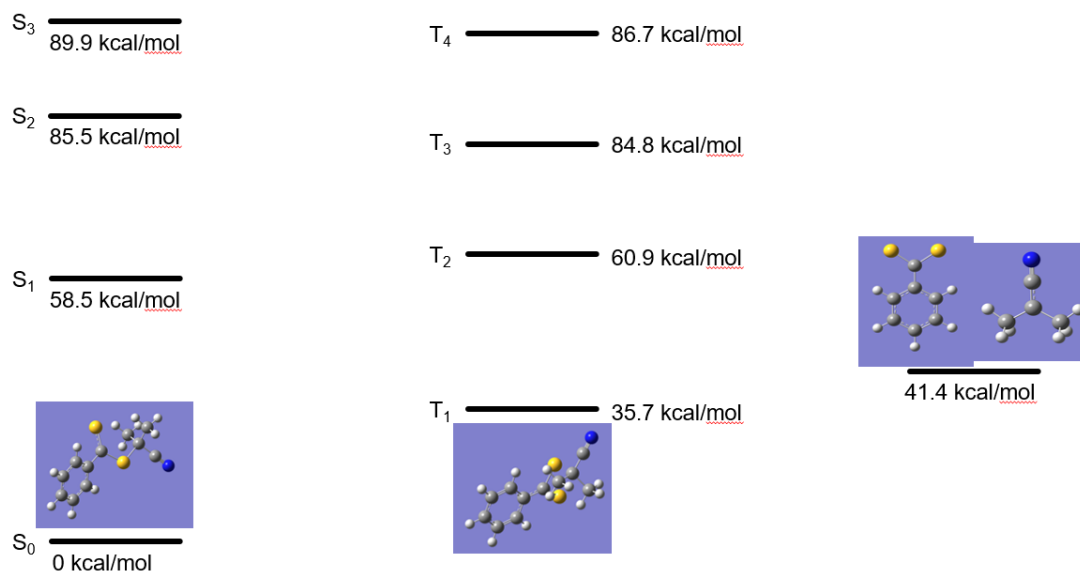 S₃
89.9 kcal/mol
S₂
85.5 kcal/mol
S₁
58.5 kcal/mol
S₀
0 kcal/mol
T₄ 86.7 kcal/mol
T₃ 84.8 kcal/mol
T₂ 60.9 kcal/mol
T₁ 35.7 kcal/mol
41.4 kcal/mol